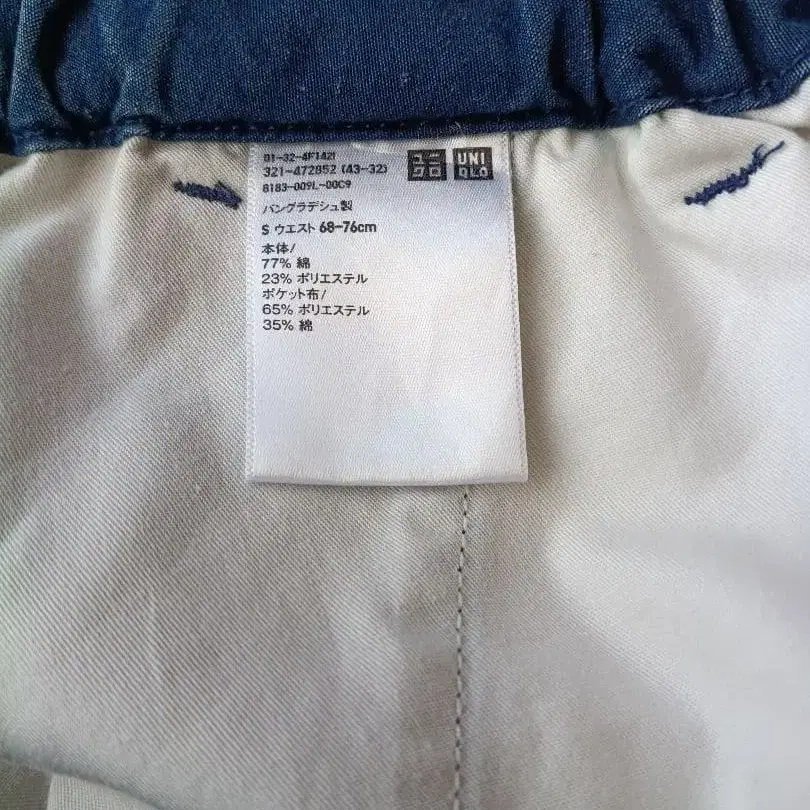 01-32-4F1421
321-472852 (43-32)
8183-009L-00C9
ユニクロ
UNIQLO
バングラデシュ製
S ウエスト 68-76cm
本体/
77% 綿
23% ポリエステル
ポケット布/
65% ポリエステル
35% 綿